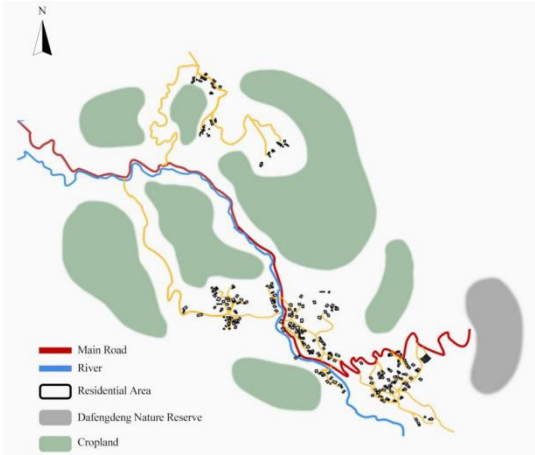 N
Main Road
River
Residential Area
Dafengdeng Nature Reserve
Cropland